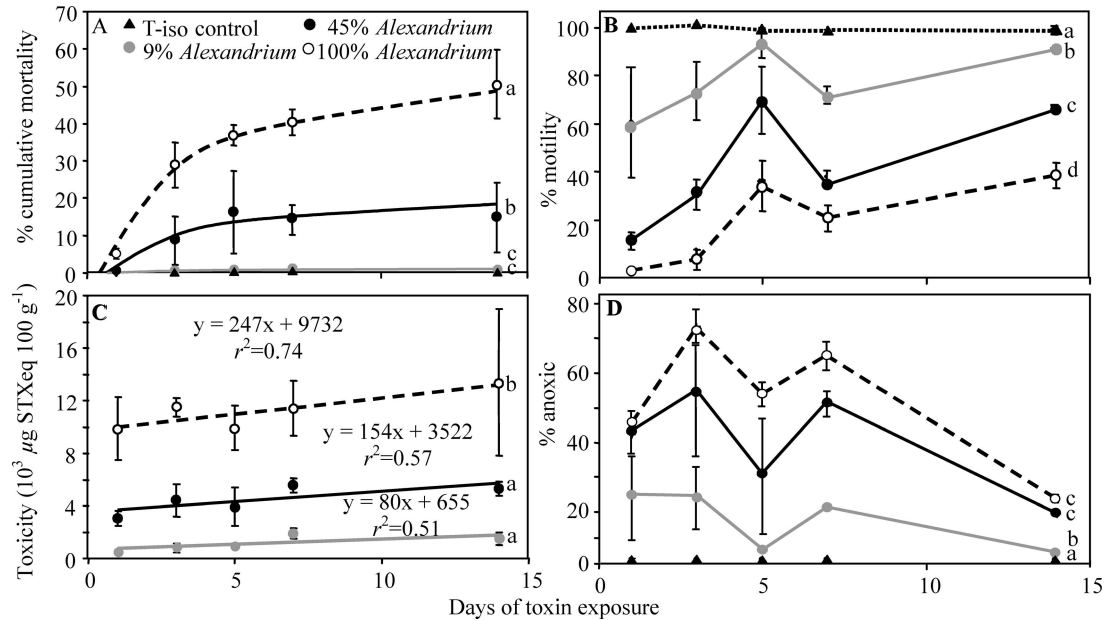 A
T-iso control
45% Alexandrium
9% Alexandrium
100% Alexandrium
% cumulative mortality
70
60
50
40
30
20
10
0
a
b
c
c
B
% motility
100
80
60
40
20
0
a
b
c
d
C
Toxicity (10³ µg STXeq 100 g⁻¹)
20
16
12
8
4
0
y = 247x + 9732
r²=0.74
b
y = 154x + 3522
r²=0.57
a
y = 80x + 655
r²=0.51
a
0 5 10 15
D
% anoxic
80
60
40
20
0
c
c
b
a
0 5 10 15
Days of toxin exposure